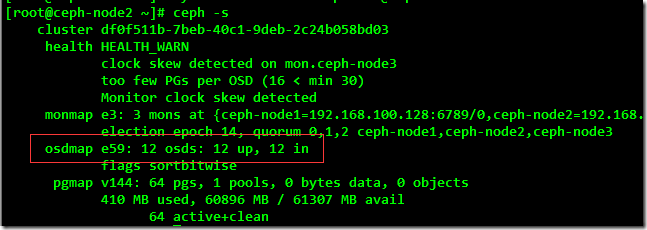 [root@ceph-node2 ~]# ceph -s
cluster df0f511b-7beb-40c1-9deb-2c24b058bd03
health HEALTH_WARN
clock skew detected on mon.ceph-node3
too few PGs per OSD (16 < min 30)
Monitor clock skew detected
monmap e3: 3 mons at {ceph-node1=192.168.100.128:6789/0,ceph-node2=192.168.
election epoch 14, quorum 0,1,2 ceph-node1,ceph-node2,ceph-node3
osdmap e59: 12 osds: 12 up, 12 in
flags sortbitwise
pgmap v144: 64 pgs, 1 pools, 0 bytes data, 0 objects
410 MB used, 60896 MB / 61307 MB avail
64 active+clean